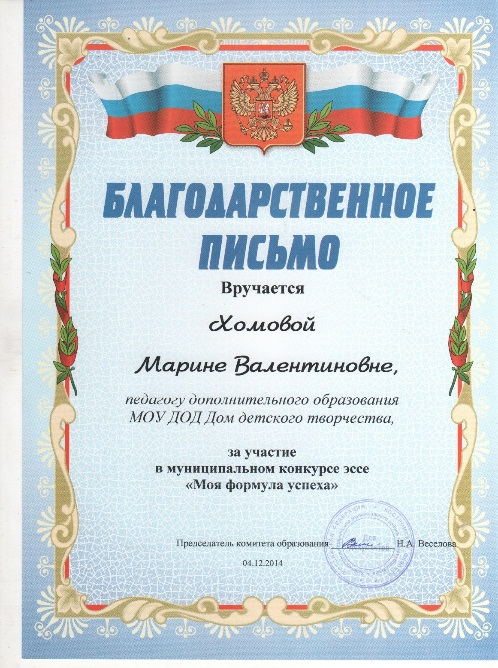 БЛАГОДАРСТВЕННОЕ
ПИСЬМО
Вручается
Хомовой
Марине Валентиновне,
педагогу дополнительного образования
МОУ ДОД Дом детского творчества,
за участие
в муниципальном конкурсе эссе
«Моя формула успеха»
Председатель комитета образования Н.А. Веселова
04.12.2014